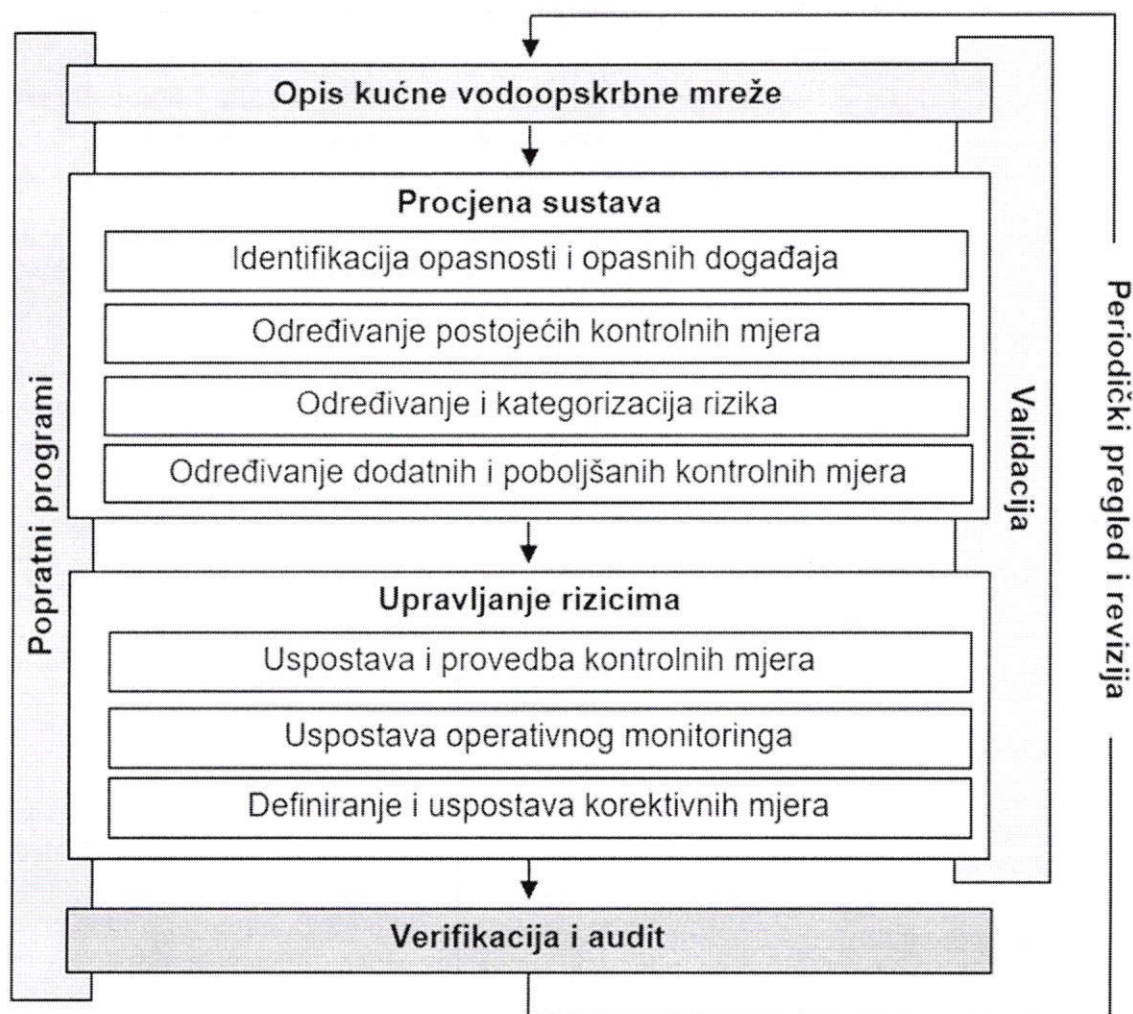 Opis kućne vodoopskrbne mreže
Procjena sustava
Identifikacija opasnosti i opasnih događaja
Određivanje postojećih kontrolnih mjera
Određivanje i kategorizacija rizika
Određivanje dodatnih i poboljšanih kontrolnih mjera
Upravljanje rizicima
Uspostava i provedba kontrolnih mjera
Uspostava operativnog monitoringa
Definiranje i uspostava korektivnih mjera
Verifikacija i audit
Popratni programi
Validacija
Periodički pregled i revizija